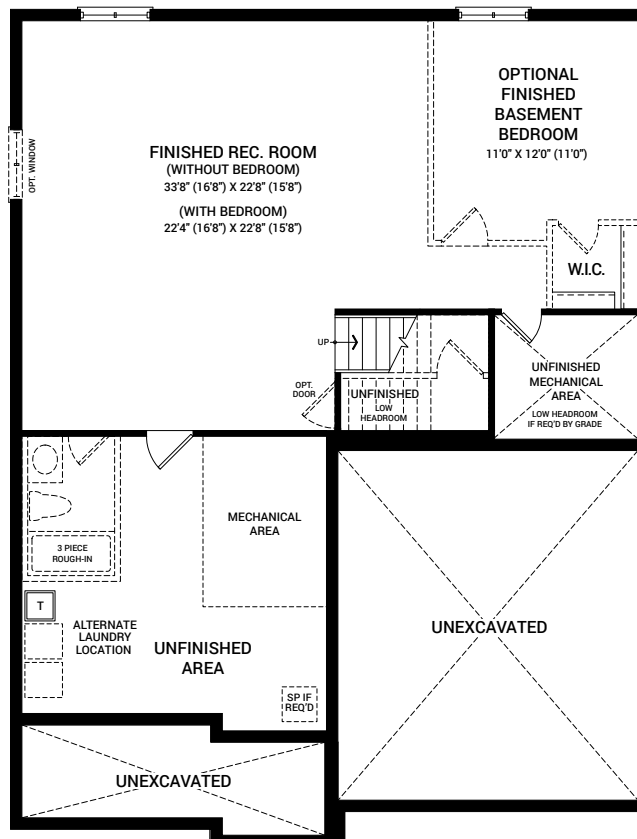 OPTIONAL
FINISHED
BASEMENT
BEDROOM
11'0" X 12'0" (11'0")
OPT. WINDOW
FINISHED REC. ROOM
(WITHOUT BEDROOM)
33'8" (16'8") X 22'8" (15'8")
(WITH BEDROOM)
22'4" (16'8") X 22'8" (15'8")
W.I.C.
UP
OPT.
DOOR
UNFINISHED
LOW
HEADROOM
UNFINISHED
MECHANICAL
AREA
LOW HEADROOM
IF REQ'D BY GRADE
MECHANICAL
AREA
3 PIECE
ROUGH-IN
T
ALTERNATE
LAUNDRY
LOCATION
UNFINISHED
AREA
SP IF
REQ'D
UNEXCAVATED
UNEXCAVATED